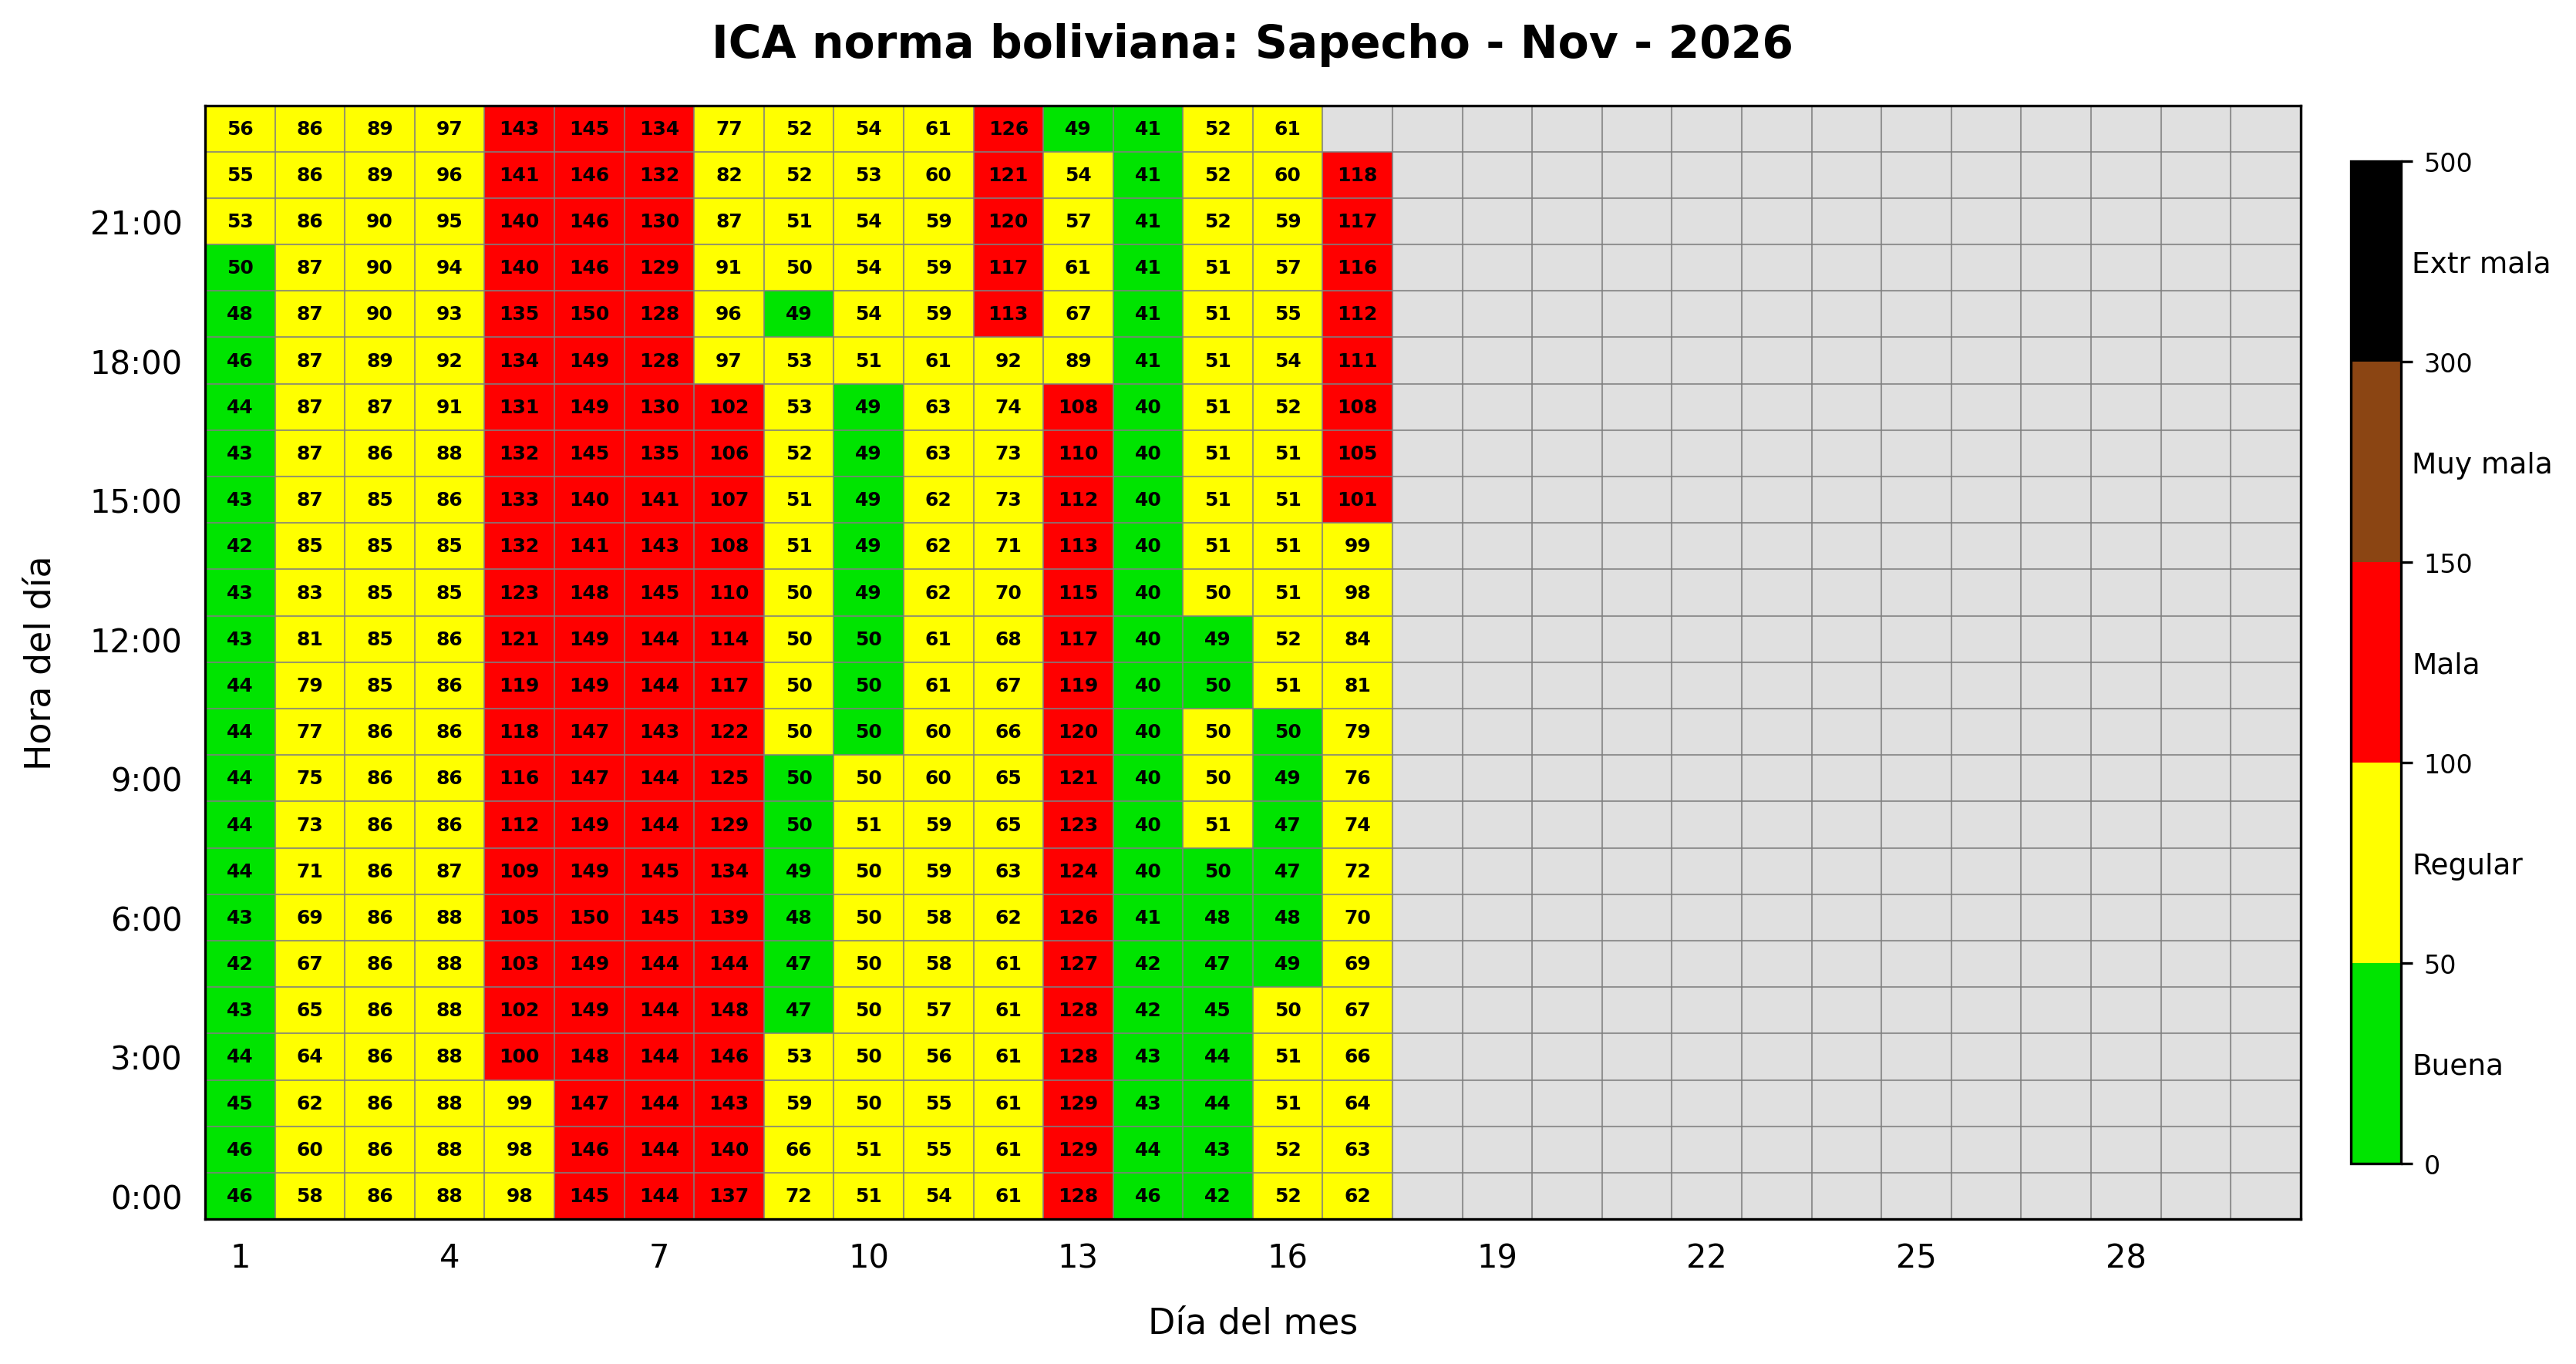 ICA norma boliviana: Sapecho - Nov - 2026
56 86 89 97 143 145 134 77 52 54 61 126 49 41 52 61
55 86 89 96 141 146 132 82 52 53 60 121 54 41 52 60 118
21:00 53 86 90 95 140 146 130 87 51 54 59 120 57 41 52 59 117
50 87 90 94 140 146 129 91 50 54 59 117 61 41 51 57 116
48 87 90 93 135 150 128 96 49 54 59 113 67 41 51 55 112
18:00 46 87 89 92 134 149 128 97 53 51 61 92 89 41 51 54 111
44 87 87 91 131 149 130 102 53 49 63 74 108 40 51 52 108
43 87 86 88 132 145 135 106 52 49 63 73 110 40 51 51 105
15:00 43 87 85 86 133 140 141 107 51 49 62 73 112 40 51 51 101
42 85 85 85 132 141 143 108 51 49 62 71 113 40 51 51 99
43 83 85 85 123 148 145 110 50 49 62 70 115 40 50 51 98
12:00 43 81 85 86 121 149 144 114 50 50 61 68 117 40 49 52 84
44 79 85 86 119 149 144 117 50 50 61 67 119 40 50 51 81
44 77 86 86 118 147 143 122 50 50 60 66 120 40 50 50 79
9:00 44 75 86 86 116 147 144 125 50 50 60 65 121 40 50 49 76
44 73 86 86 112 149 144 129 50 51 59 65 123 40 51 47 74
44 71 86 87 109 149 145 134 49 50 59 63 124 40 50 47 72
6:00 43 69 86 88 105 150 145 139 48 50 58 62 126 41 48 48 70
42 67 86 88 103 149 144 144 47 50 58 61 127 42 47 49 69
43 65 86 88 102 149 144 148 47 50 57 61 128 42 45 50 67
3:00 44 64 86 88 100 148 144 146 53 50 56 61 128 43 44 51 66
45 62 86 88 99 147 144 143 59 50 55 61 129 43 44 51 64
46 60 86 88 98 146 144 140 66 51 55 61 129 44 43 52 63
0:00 46 58 86 88 98 145 144 137 72 51 54 61 128 46 42 52 62
1 4 7 10 13 16 19 22 25 28
Día del mes
Hora del día
500
Extr mala
300
Muy mala
150
Mala
100
Regular
50
Buena
0